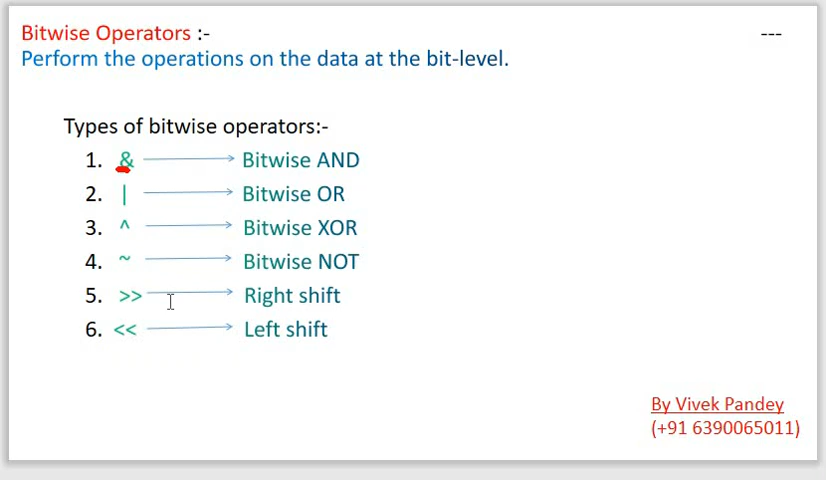 Bitwise Operators :-
---
Perform the operations on the data at the bit-level.
Types of bitwise operators:-
1. & Bitwise AND
2. | Bitwise OR
3. ^ Bitwise XOR
4. ~ Bitwise NOT
5. >> Right shift
6. << Left shift
By Vivek Pandey
(+91 6390065011)